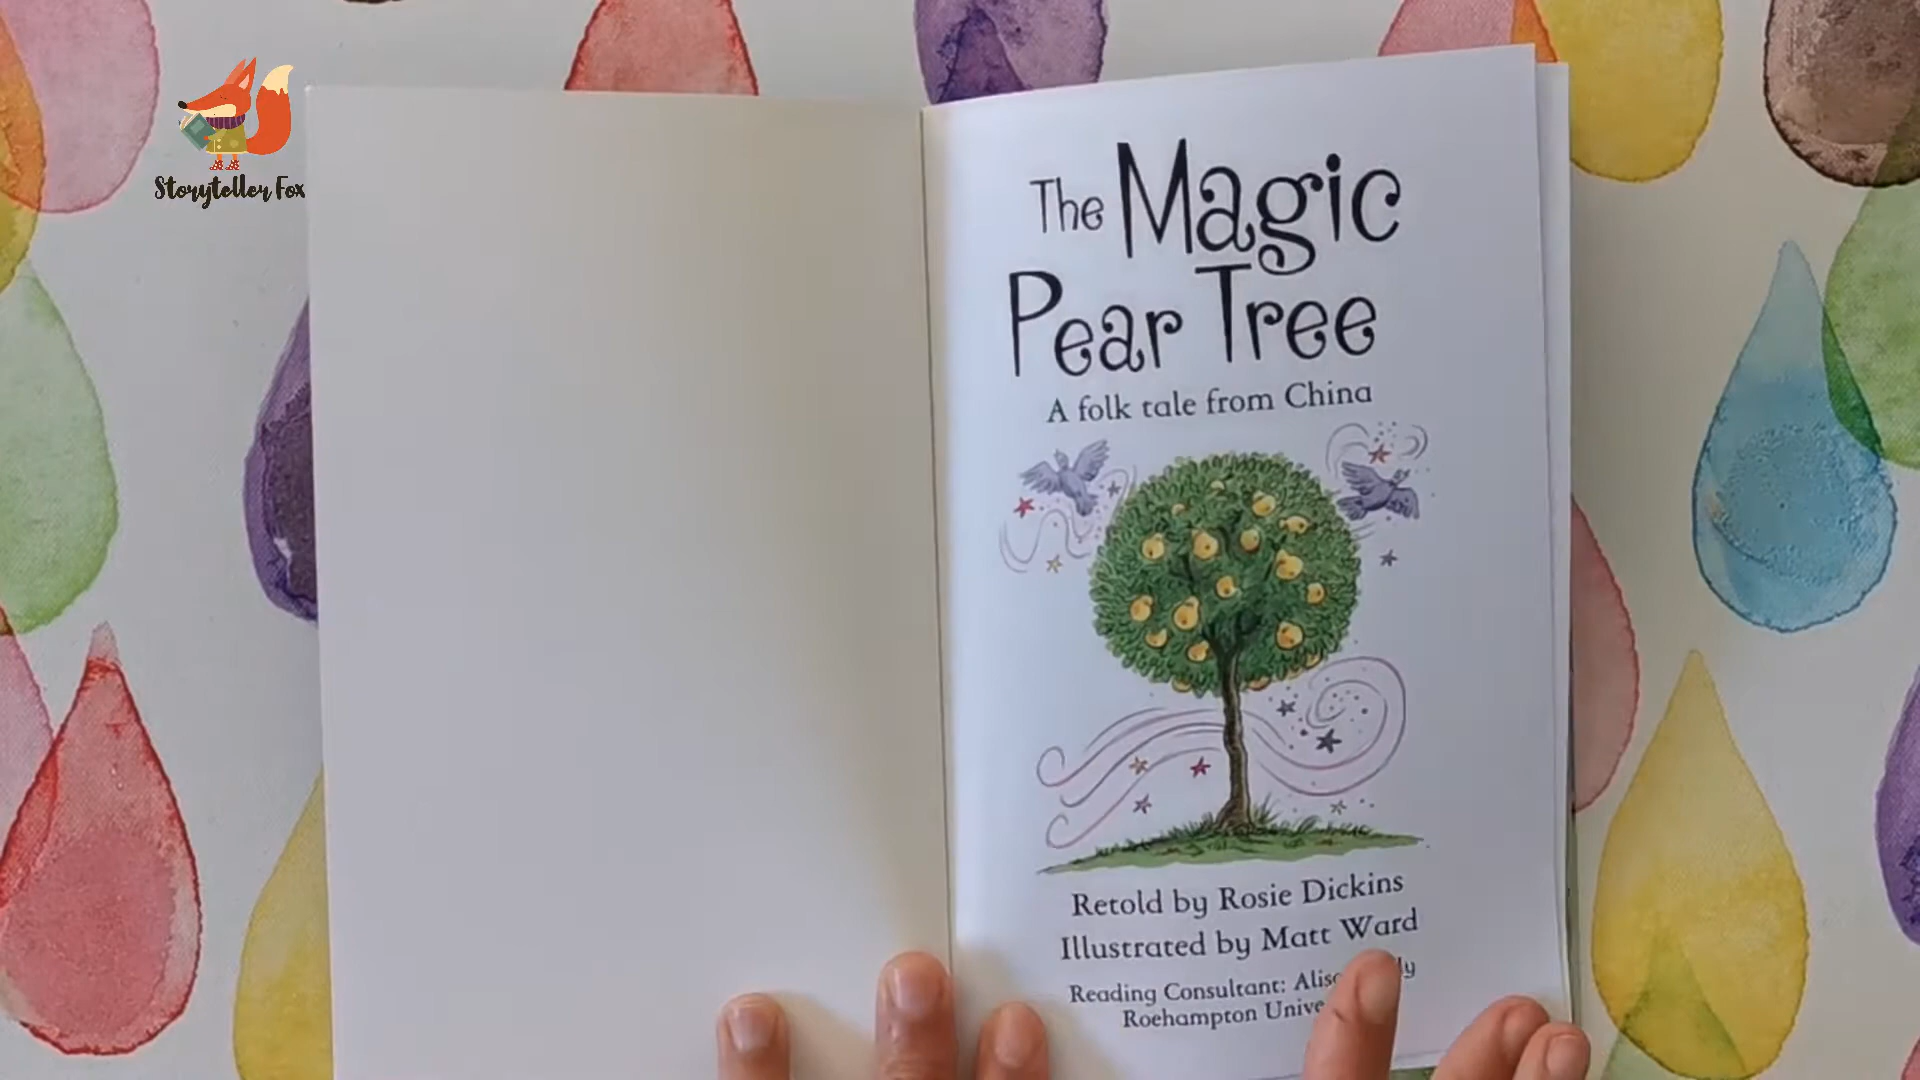 Storyteller Fox
The Magic
Pear Tree
A folk tale from China
Retold by Rosie Dickins
Illustrated by Matt Ward
Reading Consultant:
Roehampton